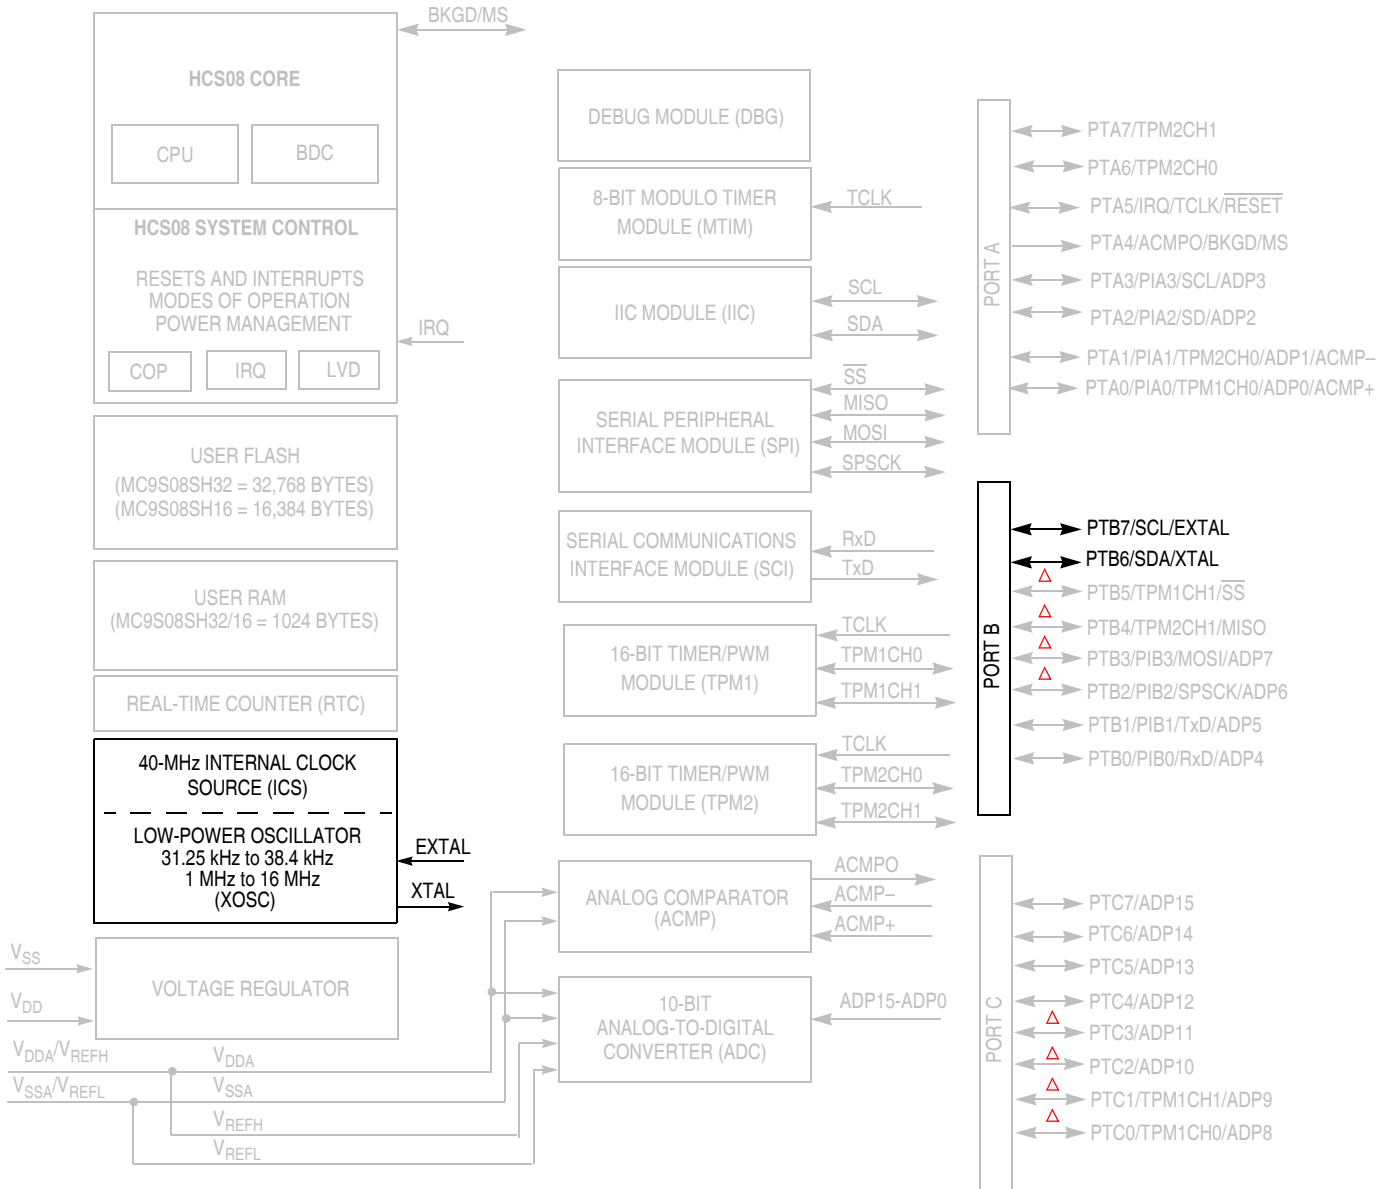 BKGD/MS
HCS08 CORE
CPU
BDC
HCS08 SYSTEM CONTROL
RESETS AND INTERRUPTS
MODES OF OPERATION
POWER MANAGEMENT
IRQ
COP
IRQ
LVD
USER FLASH
(MC9S08SH32 = 32,768 BYTES)
(MC9S08SH16 = 16,384 BYTES)
USER RAM
(MC9S08SH32/16 = 1024 BYTES)
REAL-TIME COUNTER (RTC)
40-MHz INTERNAL CLOCK
SOURCE (ICS)
LOW-POWER OSCILLATOR
31.25 kHz to 38.4 kHz
1 MHz to 16 MHz
(XOSC)
EXTAL
XTAL
VSS
VDD
VOLTAGE REGULATOR
VDDA/VREFH
VSSA/VREFL
VDDA
VSSA
VREFH
VREFL
DEBUG MODULE (DBG)
8-BIT MODULO TIMER
MODULE (MTIM)
TCLK
IIC MODULE (IIC)
SCL
SDA
SERIAL PERIPHERAL
INTERFACE MODULE (SPI)
SS
MISO
MOSI
SPSCK
SERIAL COMMUNICATIONS
INTERFACE MODULE (SCI)
RxD
TxD
16-BIT TIMER/PWM
MODULE (TPM1)
TCLK
TPM1CH0
TPM1CH1
16-BIT TIMER/PWM
MODULE (TPM2)
TCLK
TPM2CH0
TPM2CH1
ANALOG COMPARATOR
(ACMP)
ACMPO
ACMP–
ACMP+
10-BIT
ANALOG-TO-DIGITAL
CONVERTER (ADC)
ADP15-ADP0
PORT A
PTA7/TPM2CH1
PTA6/TPM2CH0
PTA5/IRQ/TCLK/RESET
PTA4/ACMPO/BKGD/MS
PTA3/PIA3/SCL/ADP3
PTA2/PIA2/SD/ADP2
PTA1/PIA1/TPM2CH0/ADP1/ACMP–
PTA0/PIA0/TPM1CH0/ADP0/ACMP+
PORT B
PTB7/SCL/EXTAL
PTB6/SDA/XTAL
PTB5/TPM1CH1/SS
PTB4/TPM2CH1/MISO
PTB3/PIB3/MOSI/ADP7
PTB2/PIB2/SPSCK/ADP6
PTB1/PIB1/TxD/ADP5
PTB0/PIB0/RxD/ADP4
PORT C
PTC7/ADP15
PTC6/ADP14
PTC5/ADP13
PTC4/ADP12
PTC3/ADP11
PTC2/ADP10
PTC1/TPM1CH1/ADP9
PTC0/TPM1CH0/ADP8